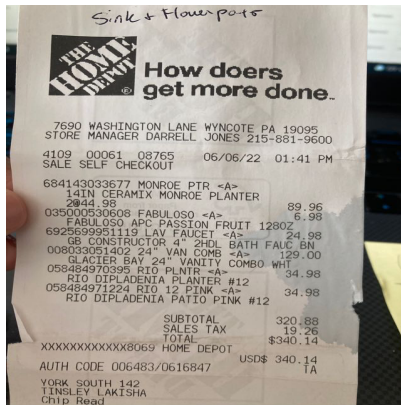 Sink + Flowerpots
THE
HOME
DEPOT
®
How doers
get more done™
7690 WASHINGTON LANE WYNCOTE PA 19095
STORE MANAGER DARRELL JONES 215-881-9600
4109 00061 08765 06/06/22 01:41 PM
SALE SELF CHECKOUT
684143033677 MONROE PTR <A>
14IN CERAMIX MONROE PLANTER
2@44.98 89.96
035000530608 FABULOSO <A> 6.98
FABULOSO APC PASSION FRUIT 128OZ
6925699951119 LAV FAUCET <A> 24.98
GB CONSTRUCTOR 4" 2HDL BATH FAUC BN
008033051402 24" VAN COMB <A> 129.00
GLACIER BAY 24" VANITY COMBO WHT
058484970395 RIO PLNTR <A> 34.98
RIO DIPLADENIA PLANTER #12
058484971224 RIO 12 PINK <A> 34.98
RIO DIPLADENIA PATIO PINK #12
SUBTOTAL 320.88
SALES TAX 19.26
TOTAL $340.14
XXXXXXXXXXXX8069 HOME DEPOT
USD$ 340.14
AUTH CODE 006483/0616847 TA
YORK SOUTH 142
TINSLEY LAKISHA
Chip Read